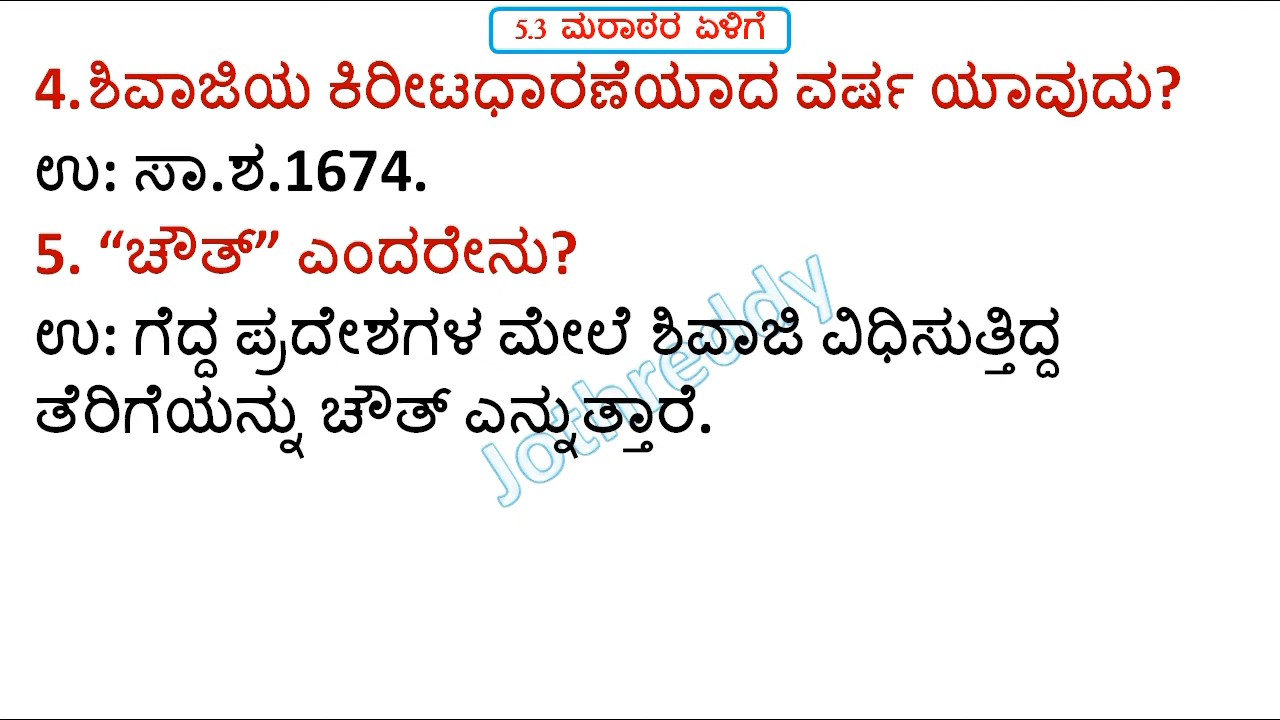 5.3 ಮರಾಠರ ಏಳಿಗೆ
4.ಶಿವಾಜಿಯ ಕಿರೀಟಧಾರಣೆಯಾದ ವರ್ಷ ಯಾವುದು?
ಉ: ಸಾ.ಶ.1674.
5. “ಚೌತ್” ಎಂದರೇನು?
ಉ: ಗೆದ್ದ ಪ್ರದೇಶಗಳ ಮೇಲೆ ಶಿವಾಜಿ ವಿಧಿಸುತ್ತಿದ್ದ
ತೆರಿಗೆಯನ್ನು ಚೌತ್ ಎನ್ನುತ್ತಾರೆ.
Jothreddy